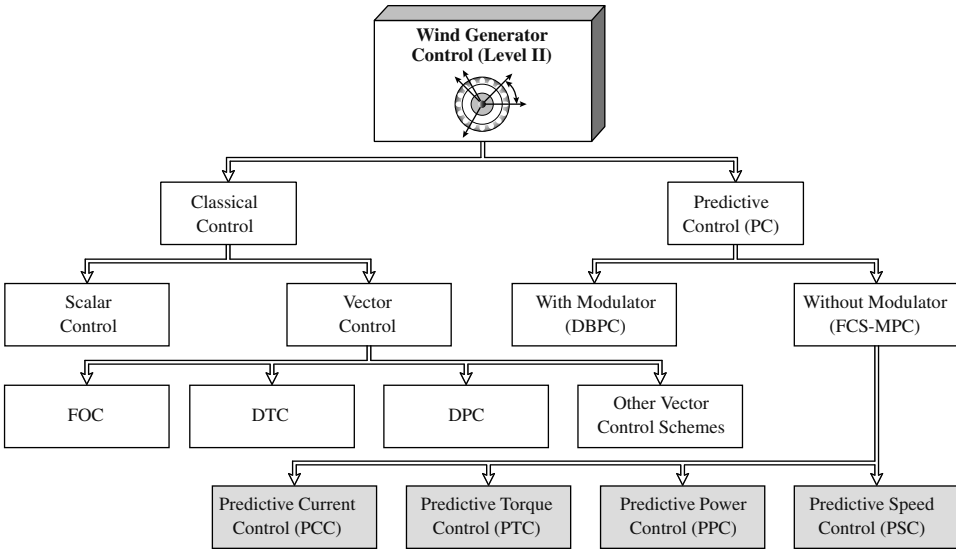 Wind Generator
Control (Level II)
Classical
Control
Predictive
Control (PC)
Scalar
Control
Vector
Control
With Modulator
(DBPC)
Without Modulator
(FCS-MPC)
FOC
DTC
DPC
Other Vector
Control Schemes
Predictive Current
Control (PCC)
Predictive Torque
Control (PTC)
Predictive Power
Control (PPC)
Predictive Speed
Control (PSC)